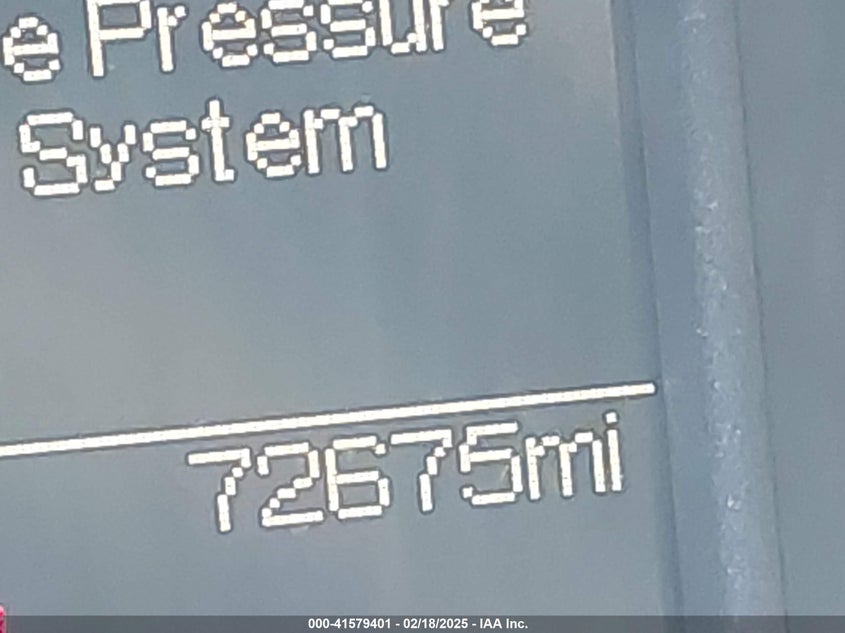 e Pressure
System
72675mi
000-41579401 - 02/18/2025 - IAA Inc.